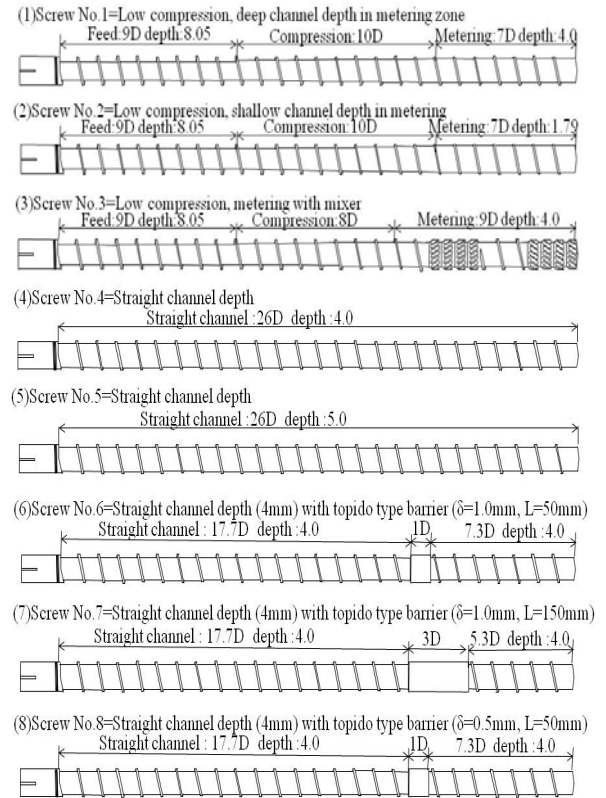 (1)Screw No.1=Low compression, deep channel depth in metering zone
Feed:9D depth:8.05 Compression:10D Metering:7D depth:4.0
(2)Screw No.2=Low compression, shallow channel depth in metering
Feed:9D depth:8.05 Compression:10D Metering:7D depth:1.79
(3)Screw No.3=Low compression, metering with mixer
Feed:9D depth:8.05 Compression:8D Metering:9D depth:4.0
(4)Screw No.4=Straight channel depth
Straight channel :26D depth :4.0
(5)Screw No.5=Straight channel depth
Straight channel :26D depth :5.0
(6)Screw No.6=Straight channel depth (4mm) with topido type barrier (δ=1.0mm, L=50mm)
Straight channel : 17.7D depth :4.0 1D 7.3D depth :4.0
(7)Screw No.7=Straight channel depth (4mm) with topido type barrier (δ=1.0mm, L=150mm)
Straight channel : 17.7D depth :4.0 3D 5.3D depth :4.0
(8)Screw No.8=Straight channel depth (4mm) with topido type barrier (δ=0.5mm, L=50mm)
Straight channel : 17.7D depth :4.0 1D 7.3D depth :4.0